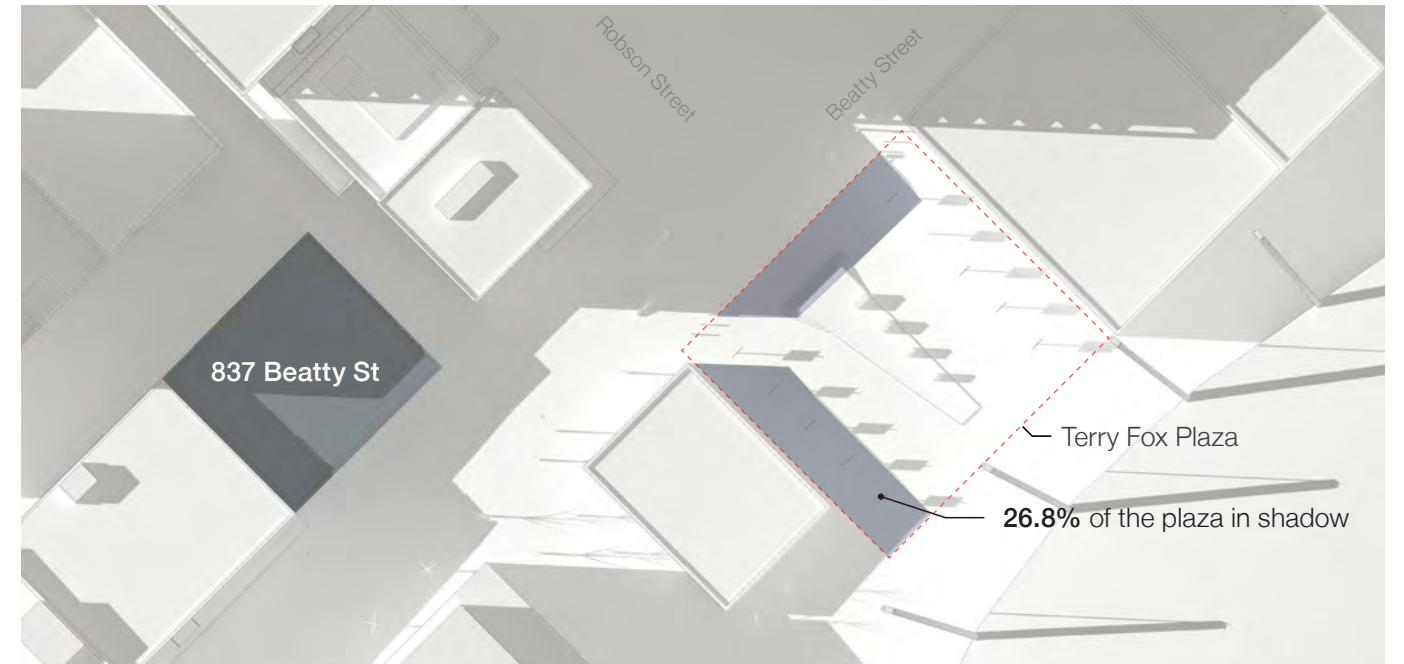 Robson Street
Beatty Street
837 Beatty St
Terry Fox Plaza
26.8% of the plaza in shadow